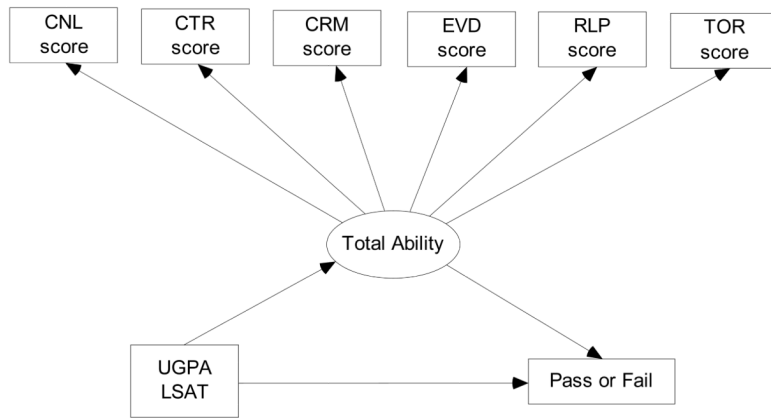 CNL
score
CTR
score
CRM
score
EVD
score
RLP
score
TOR
score
Total Ability
UGPA
LSAT
Pass or Fail